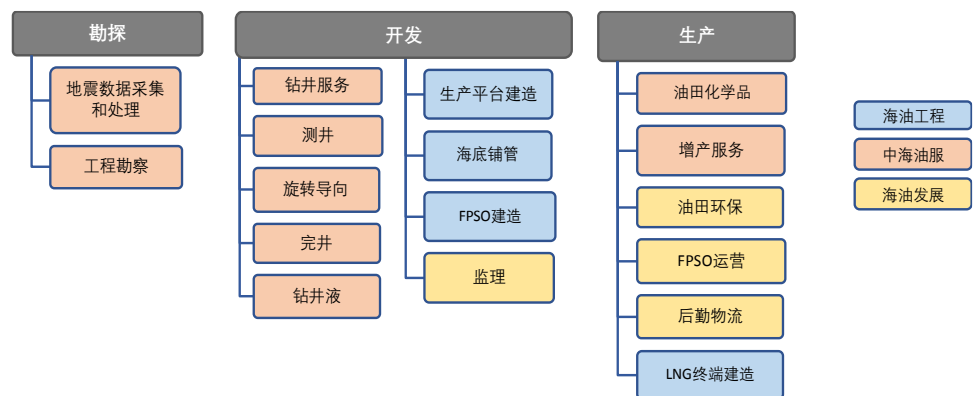 勘探
地震数据采集
和处理
工程勘察
开发
钻井服务
测井
旋转导向
完井
钻井液
生产平台建造
海底铺管
FPSO建造
监理
生产
油田化学品
增产服务
油田环保
FPSO运营
后勤物流
LNG终端建造
海油工程
中海油服
海油发展